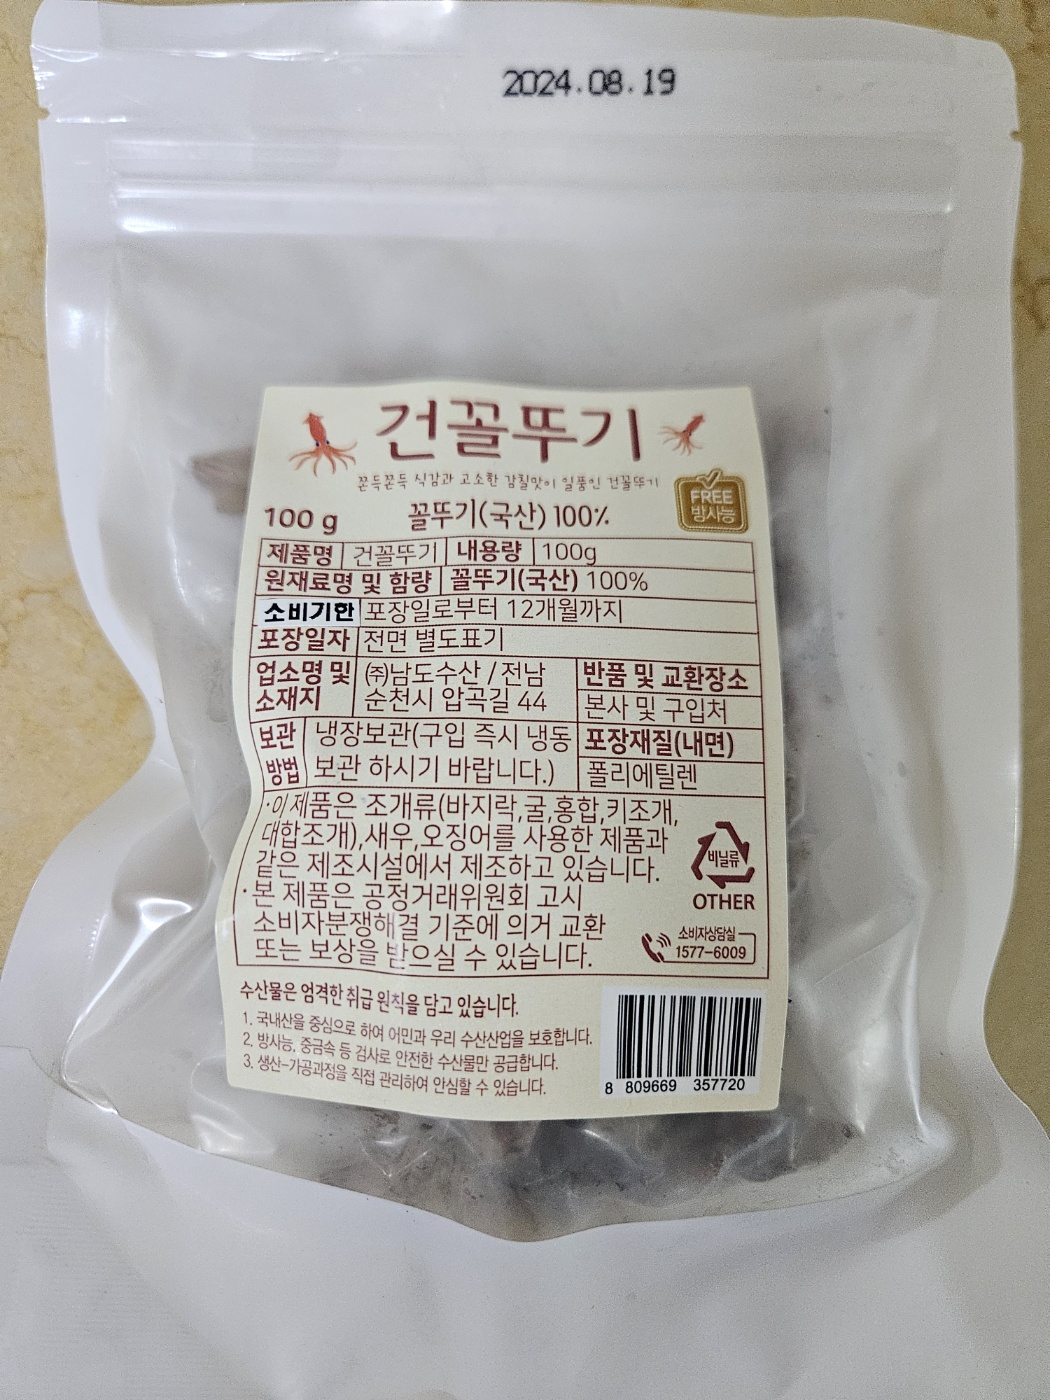 2024.08.19
건꼴뚜기
쫀득쫀득 식감과 고소한 감칠맛이 일품인 건꼴뚜기
FREE
방사능
100 g 꼴뚜기(국산) 100%
제품명 건꼴뚜기 내용량 100g
원재료명 및 함량 꼴뚜기(국산) 100%
소비기한 포장일로부터 12개월까지
포장일자 전면 별도표기
업소명 및 소재지
㈜남도수산 / 전남
순천시 압곡길 44
반품 및 교환장소
본사 및 구입처
보관
방법
냉장보관(구입 즉시 냉동
보관 하시기 바랍니다.)
포장재질(내면)
폴리에틸렌
·이 제품은 조개류(바지락,굴,홍합,키조개,
대합조개),새우,오징어를 사용한 제품과
같은 제조시설에서 제조하고 있습니다.
·본 제품은 공정거래위원회 고시
소비자분쟁해결 기준에 의거 교환
또는 보상을 받으실 수 있습니다.
비닐류
OTHER
소비자상담실
1577-6009
수산물은 엄격한 취급 원칙을 담고 있습니다.
1. 국내산을 중심으로 하여 어민과 우리 수산산업을 보호합니다.
2. 방사능, 중금속 등 검사로 안전한 수산물만 공급합니다.
3. 생산-가공과정을 직접 관리하여 안심할 수 있습니다.
8 809669 357720